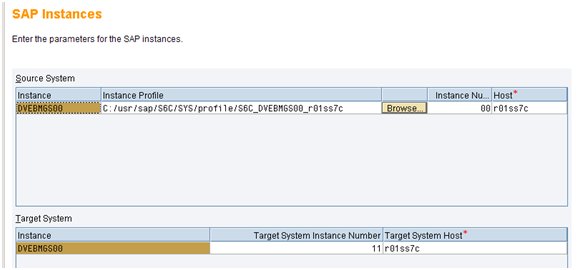 SAP Instances
Enter the parameters for the SAP instances.
Source System
Instance Instance Profile Instance Nu... Host*
DVEBMGS00 C:/usr/sap/S6C/SYS/profile/S6C_DVEBMGS00_r01ss7c Browse... 00 r01ss7c
Target System
Instance Target System Instance Number Target System Host*
DVEBMGS00 11 r01ss7c